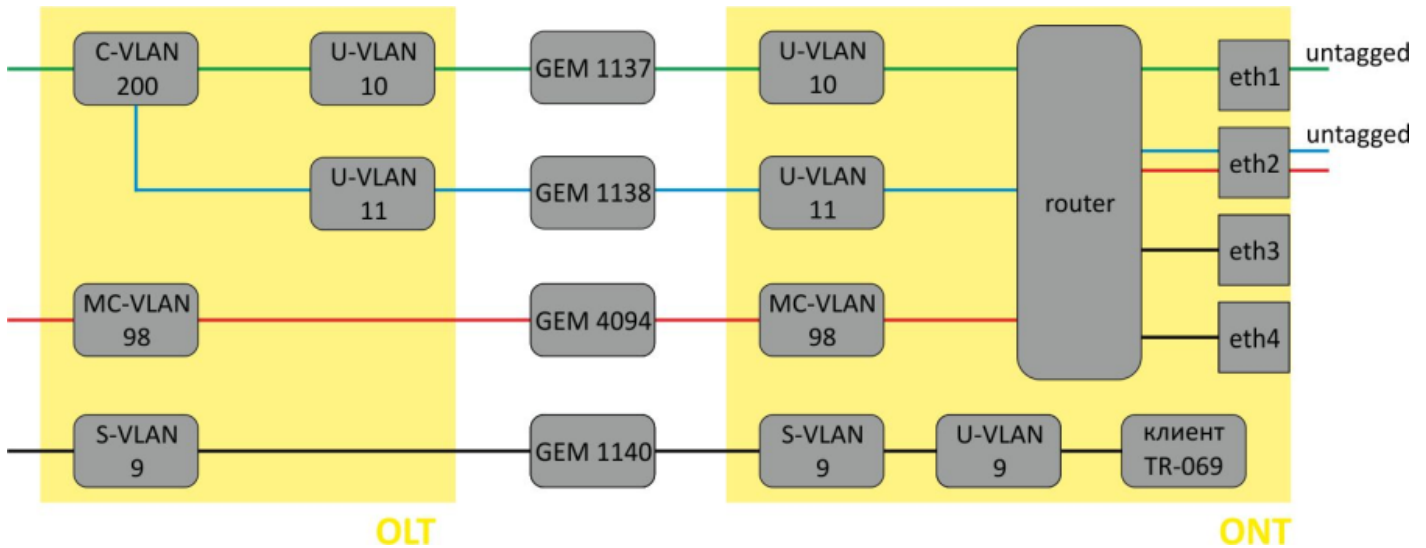 C-VLAN
200
U-VLAN
10
GEM 1137
U-VLAN
10
eth1
untagged
U-VLAN
11
GEM 1138
U-VLAN
11
router
eth2
untagged
eth3
MC-VLAN
98
GEM 4094
MC-VLAN
98
eth4
S-VLAN
9
GEM 1140
S-VLAN
9
U-VLAN
9
клиент
TR-069
OLT
ONT